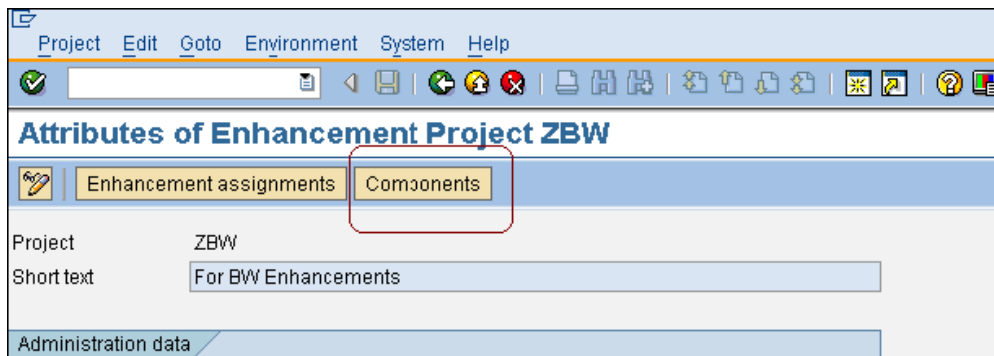 Project Edit Goto Environment System Help
Attributes of Enhancement Project ZBW
Enhancement assignments Components
Project ZBW
Short text For BW Enhancements
Administration data